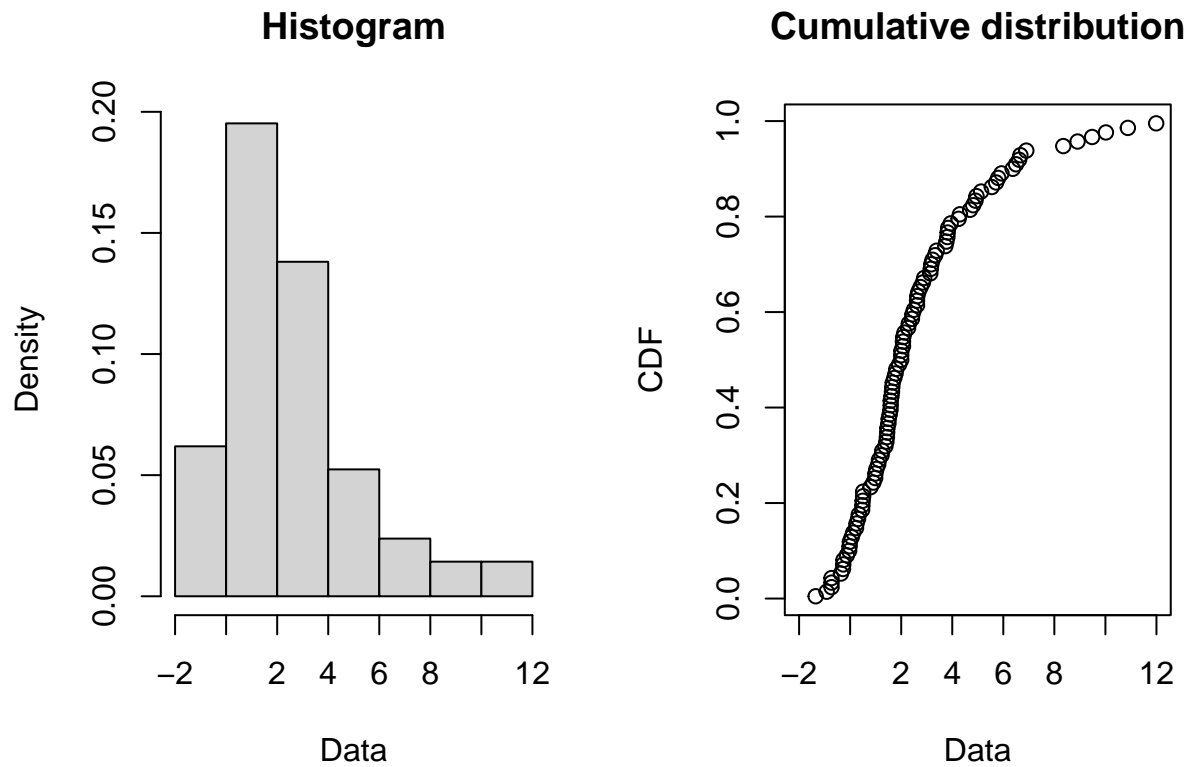 Histogram
Density
0.00 0.05 0.10 0.15 0.20
−2 2 4 6 8 12
Data
Cumulative distribution
CDF
0.0 0.2 0.4 0.6 0.8 1.0
−2 2 4 6 8 12
Data